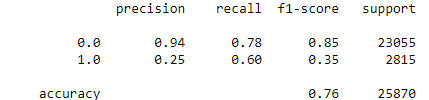 precision recall f1-score support
0.0 0.94 0.78 0.85 23055
1.0 0.25 0.60 0.35 2815
accuracy 0.76 25870